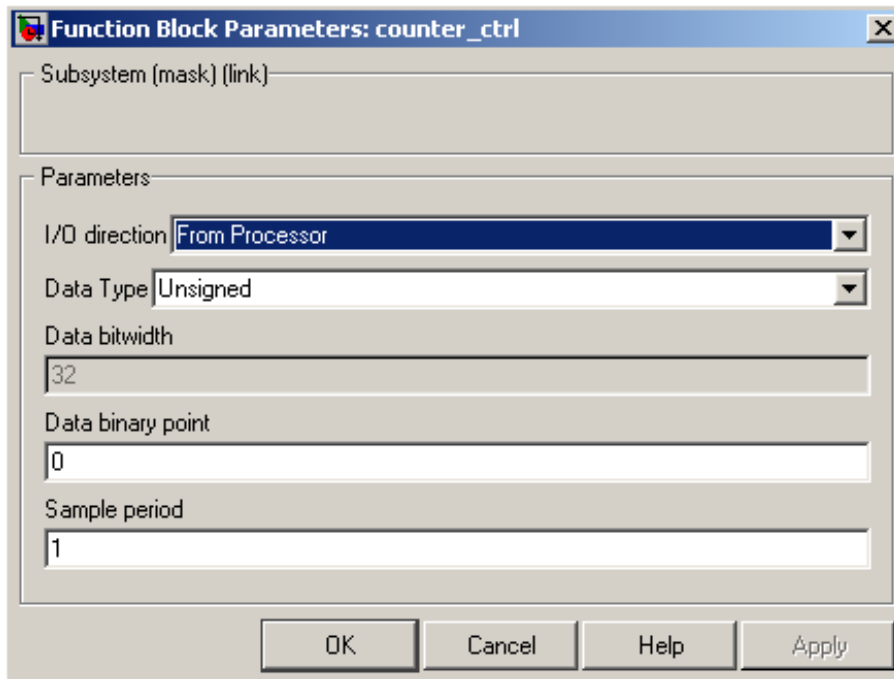 Function Block Parameters: counter_ctrl
Subsystem (mask) (link)
Parameters
I/O direction From Processor
Data Type Unsigned
Data bitwidth
32
Data binary point
0
Sample period
1
OK Cancel Help Apply